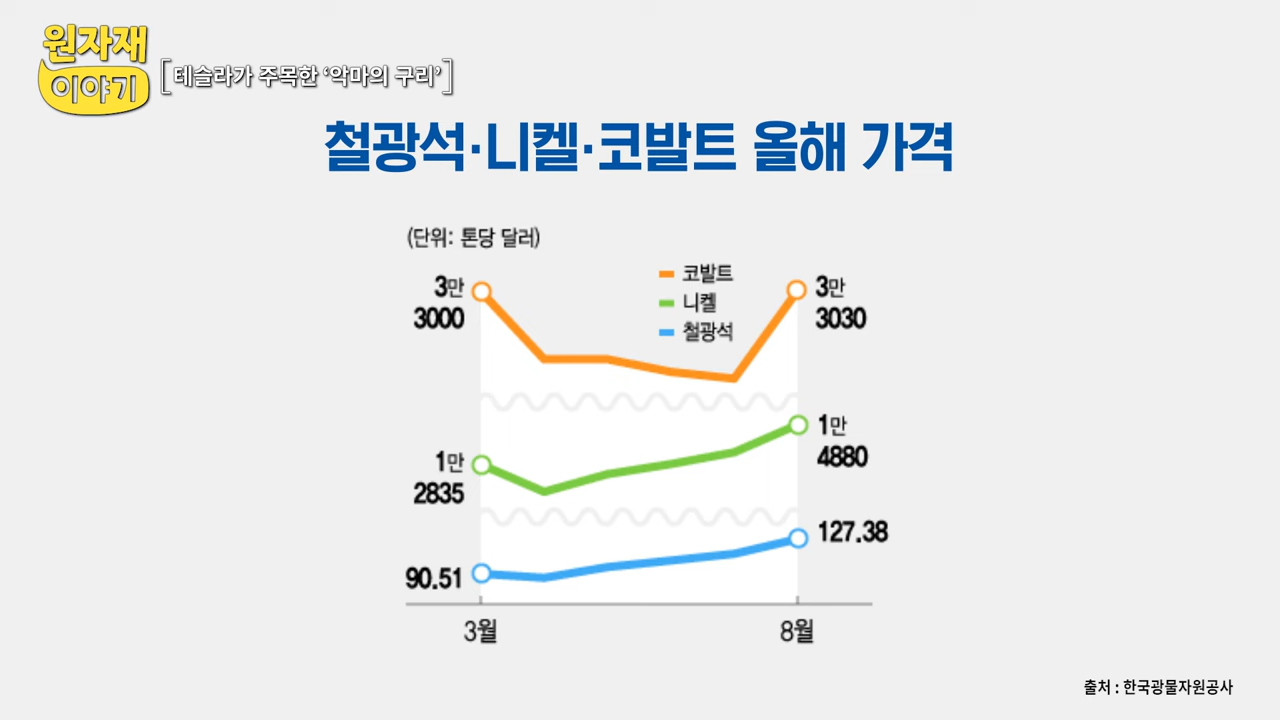 원자재
이야기
[테슬라가 주목한 ‘악마의 구리’]
철광석·니켈·코발트 올해 가격
(단위: 톤당 달러)
코발트
니켈
철광석
3만
3000
3만
3030
1만
2835
1만
4880
90.51
127.38
3월
8월
출처 : 한국광물자원공사